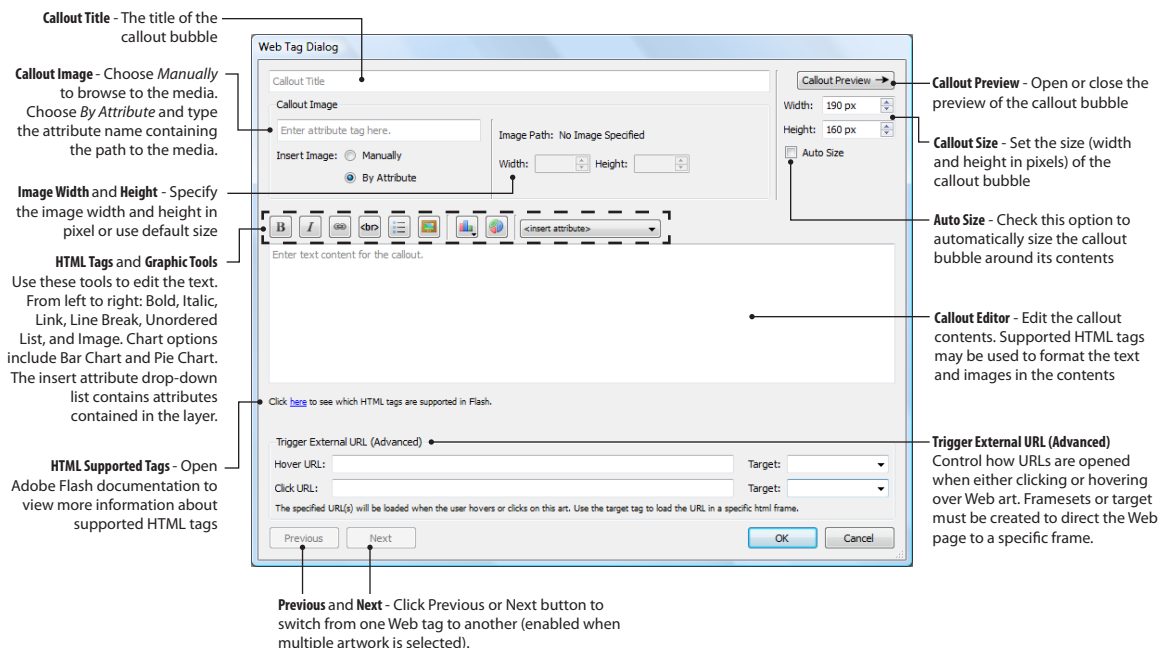 Callout Title - The title of the
callout bubble
Callout Image - Choose Manually
to browse to the media.
Choose By Attribute and type
the attribute name containing
the path to the media.
Image Width and Height - Specify
the image width and height in
pixel or use default size
HTML Tags and Graphic Tools
Use these tools to edit the text.
From left to right: Bold, Italic,
Link, Line Break, Unordered
List, and Image. Chart options
include Bar Chart and Pie Chart.
The insert attribute drop-down
list contains attributes
contained in the layer.
HTML Supported Tags - Open
Adobe Flash documentation to
view more information about
supported HTML tags
Web Tag Dialog
Callout Title
Callout Preview
Callout Image
Enter attribute tag here.
Insert Image: Manually
By Attribute
Image Path: No Image Specified
Width: Height:
Width: 190 px
Height: 160 px
Auto Size
B I <br> <insert attribute>
Enter text content for the callout.
Click here to see which HTML tags are supported in Flash.
Trigger External URL (Advanced)
Hover URL: Target:
Click URL: Target:
The specified URL(s) will be loaded when the user hovers or clicks on this art. Use the target tag to load the URL in a specific html frame.
Previous Next OK Cancel
Callout Preview - Open or close the
preview of the callout bubble
Callout Size - Set the size (width
and height in pixels) of the
callout bubble
Auto Size - Check this option to
automatically size the callout
bubble around its contents
Callout Editor - Edit the callout
contents. Supported HTML tags
may be used to format the text
and images in the contents
Trigger External URL (Advanced)
Control how URLs are opened
when either clicking or hovering
over Web art. Framesets or target
must be created to direct the Web
page to a specific frame.
Previous and Next - Click Previous or Next button to
switch from one Web tag to another (enabled when
multiple artwork is selected).